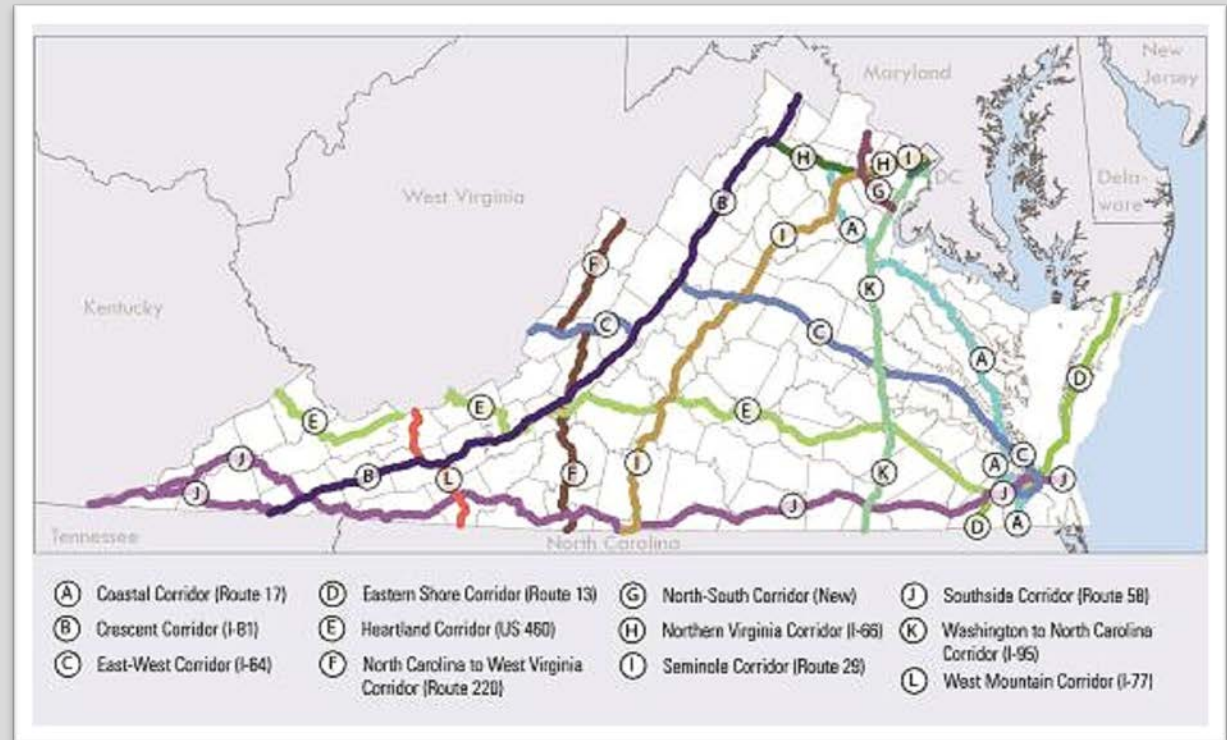 New
Jersey
Maryland
H
H
I
DC
Dela-
ware
West Virginia
B
G
I
A
F
K
Kentucky
C
C
A
D
E
E
E
J
B
L
F
I
K
A
C
J
J
J
J
D
A
Tennessee
North Carolina
A Coastal Corridor (Route 17)
B Crescent Corridor (I-81)
C East-West Corridor (I-64)
D Eastern Shore Corridor (Route 13)
E Heartland Corridor (US 460)
F North Carolina to West Virginia
Corridor (Route 220)
G North-South Corridor (New)
H Northern Virginia Corridor (I-66)
I Seminole Corridor (Route 29)
J Southside Corridor (Route 58)
K Washington to North Carolina
Corridor (I-95)
L West Mountain Corridor (I-77)